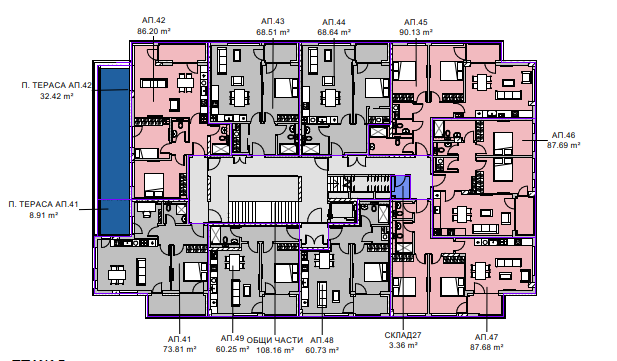 АП.42
86.20 m²
АП.43
68.51 m²
АП.44
68.64 m²
АП.45
90.13 m²
П. ТЕРАСА АП.42
32.42 m²
АП.46
87.69 m²
П. ТЕРАСА АП.41
8.91 m²
АП.41
73.81 m²
АП.49
60.25 m²
ОБЩИ ЧАСТИ
108.16 m²
АП.48
60.73 m²
СКЛАД27
3.36 m²
АП.47
87.68 m²